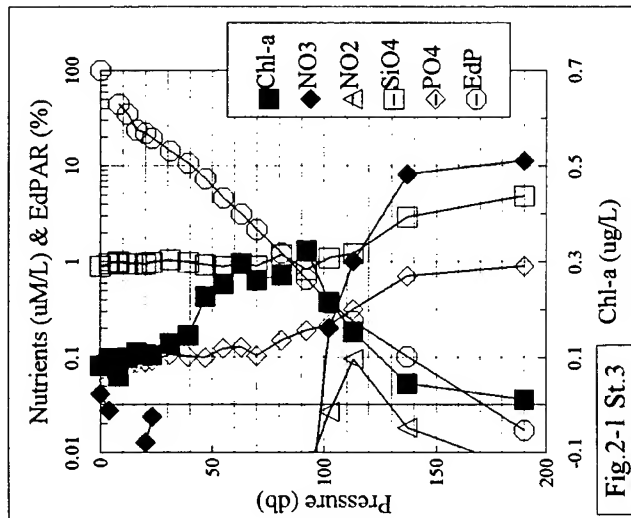 Nutrients (uM/L) & EdPAR (%)
0.01 0.1 1 10 100
0
50
100
150
200
Pressure (db)
Chl-a
NO3
NO2
SiO4
PO4
EdP
-0.1 0.1 0.3 0.5 0.7
Chl-a (ug/L)
Fig.2-1 St.3